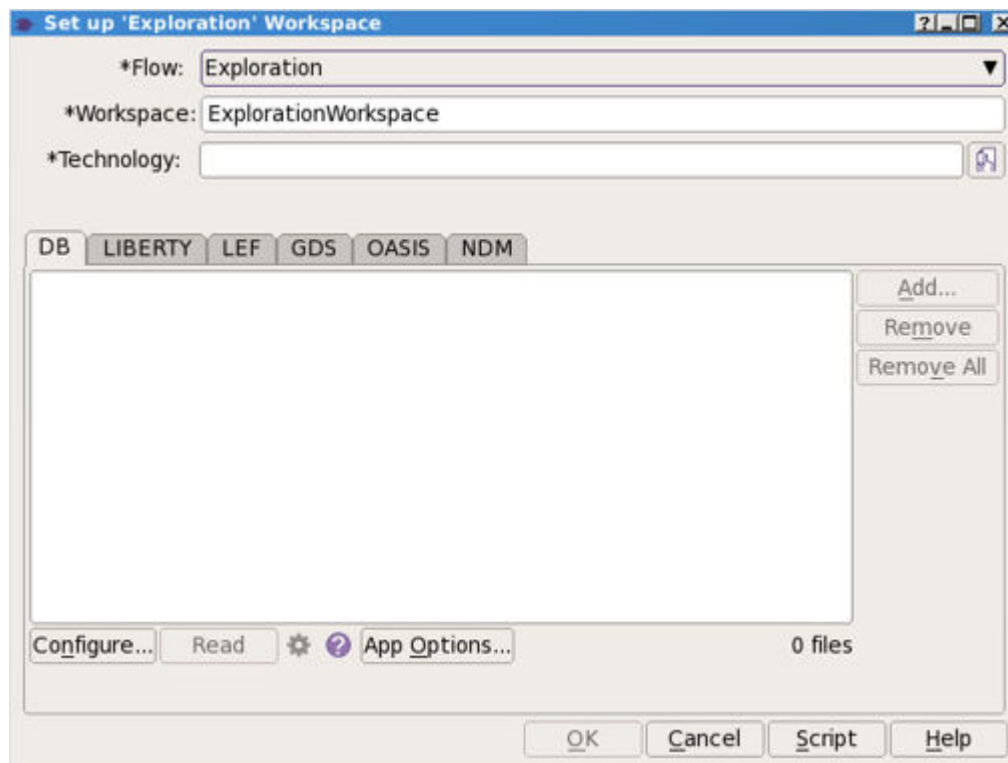 Set up 'Exploration' Workspace
*Flow: Exploration
*Workspace: ExplorationWorkspace
*Technology:
DB LIBERTY LEF GDS OASIS NDM
Add...
Remove
Remove All
Configure... Read ? App Options... 0 files
OK Cancel Script Help